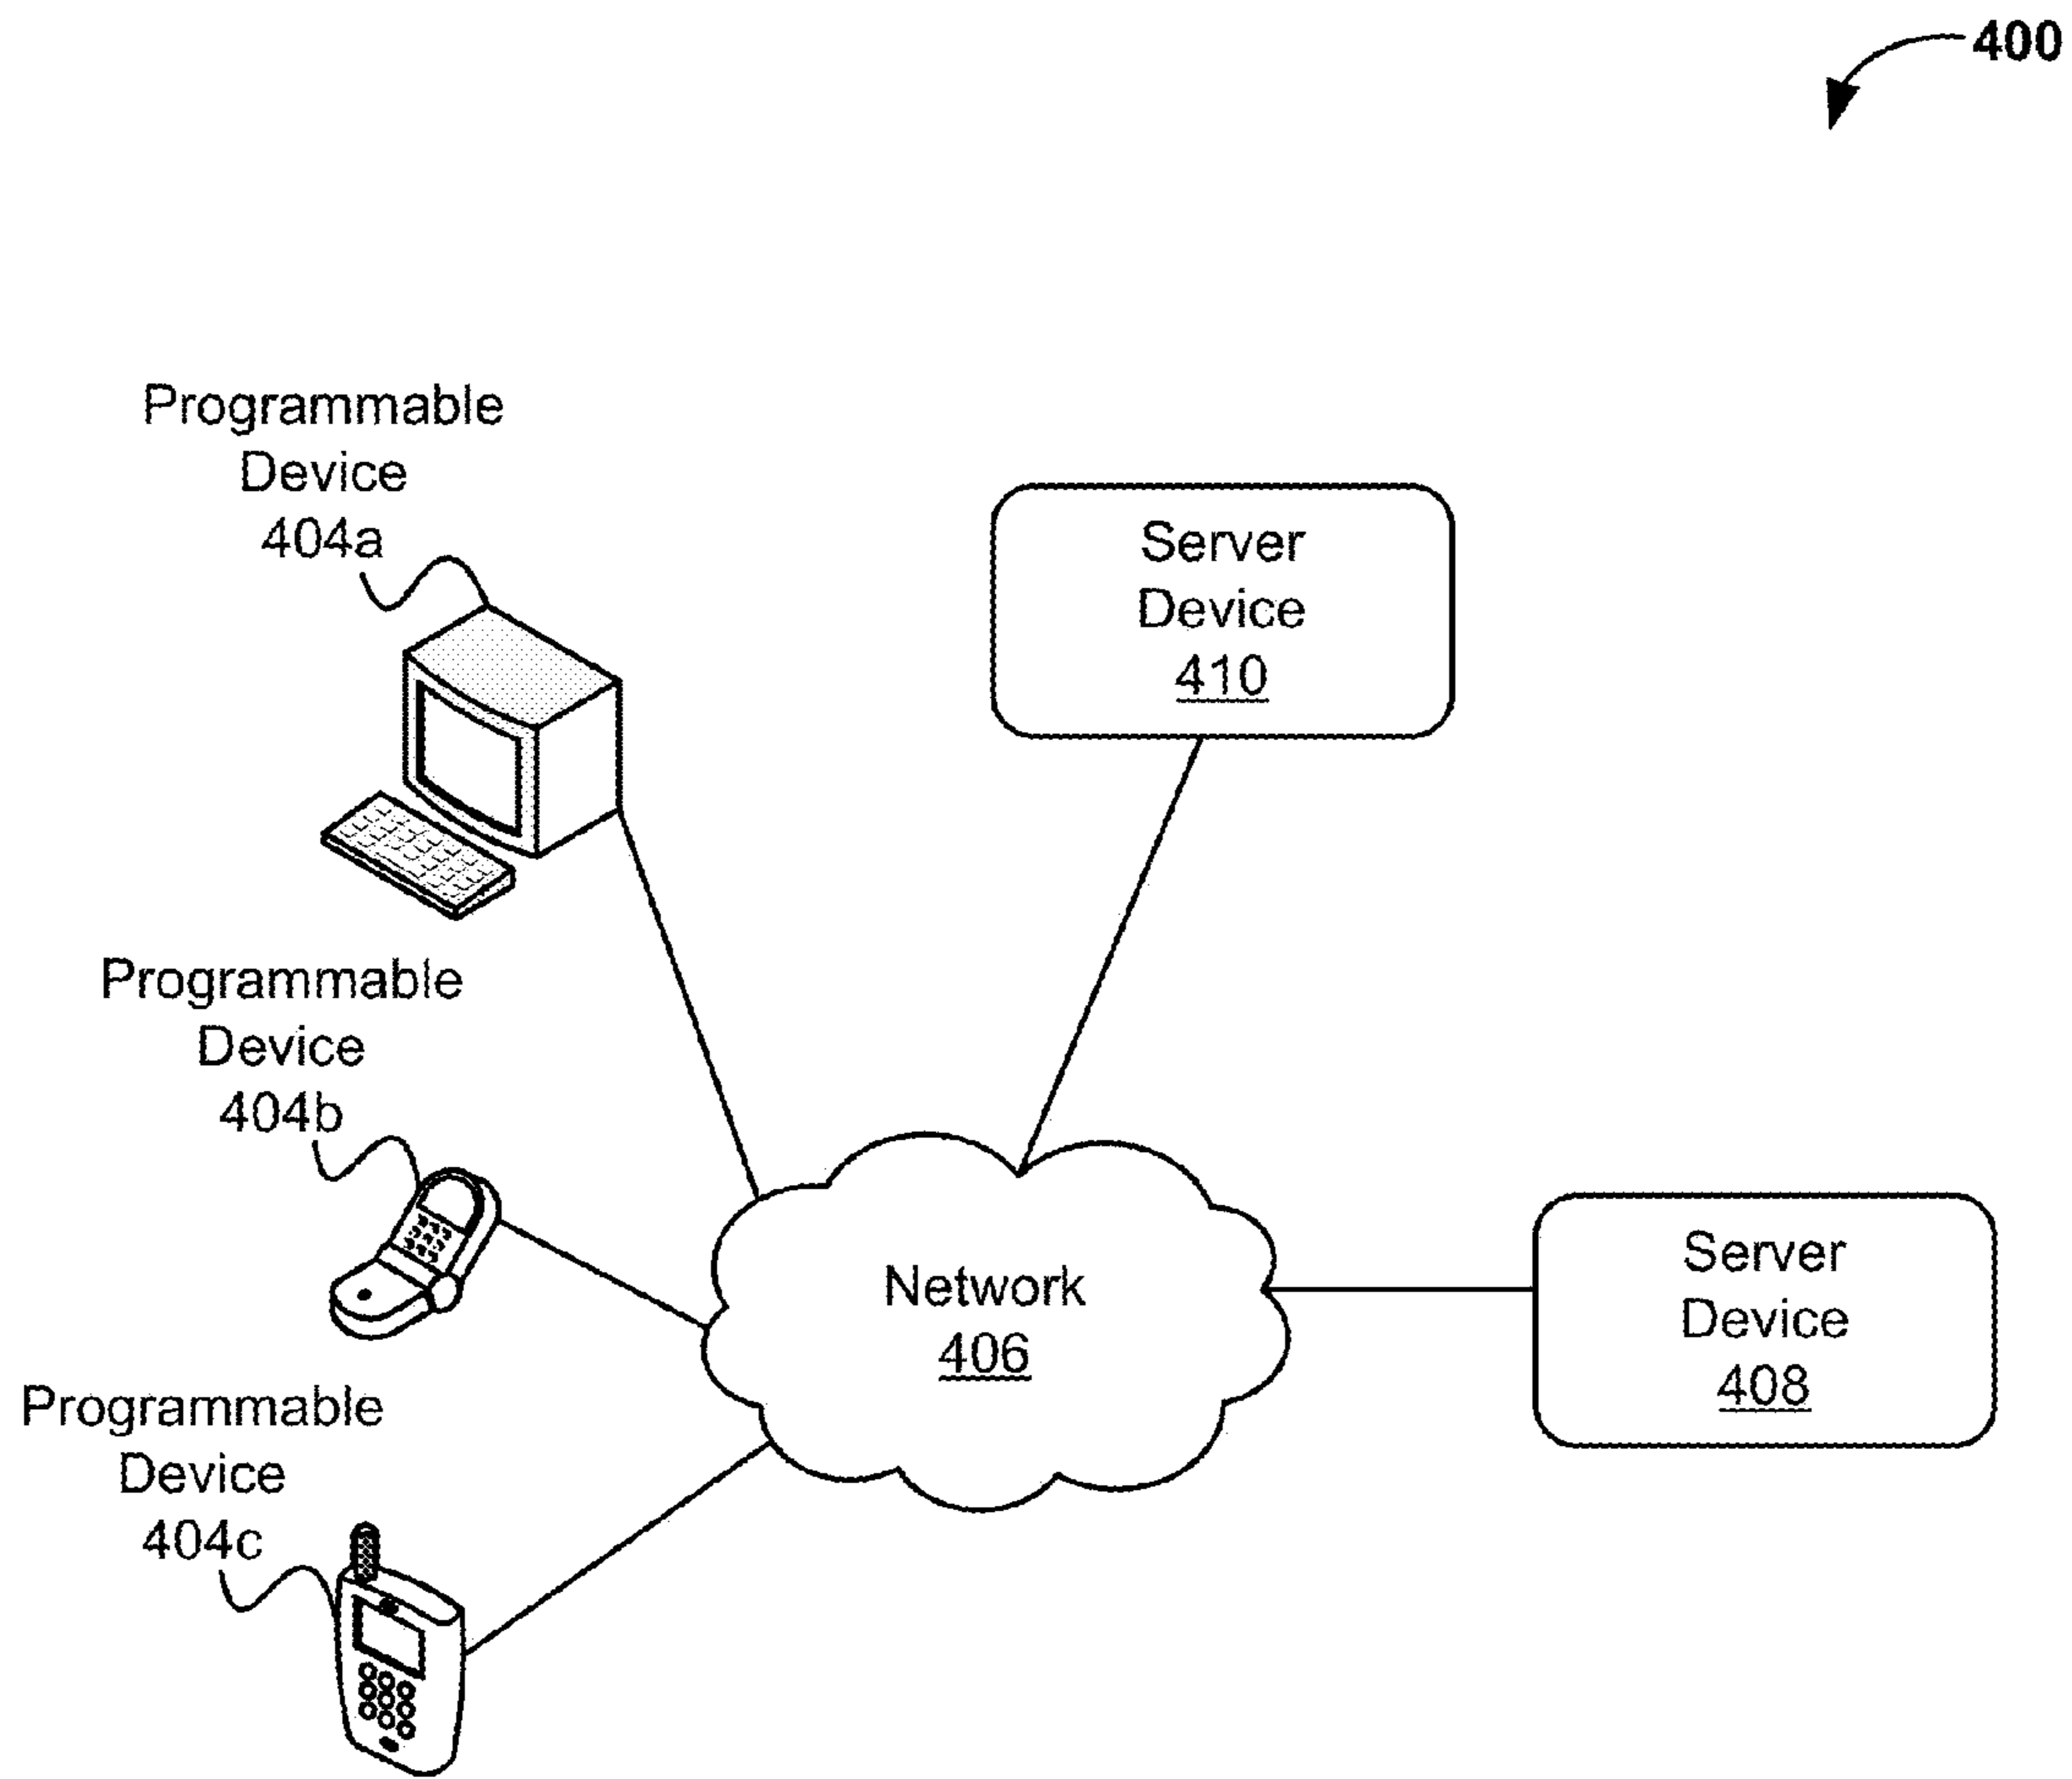 400
Programmable
Device
404a
Server
Device
410
Programmable
Device
404b
Network
406
Server
Device
408
Programmable
Device
404c